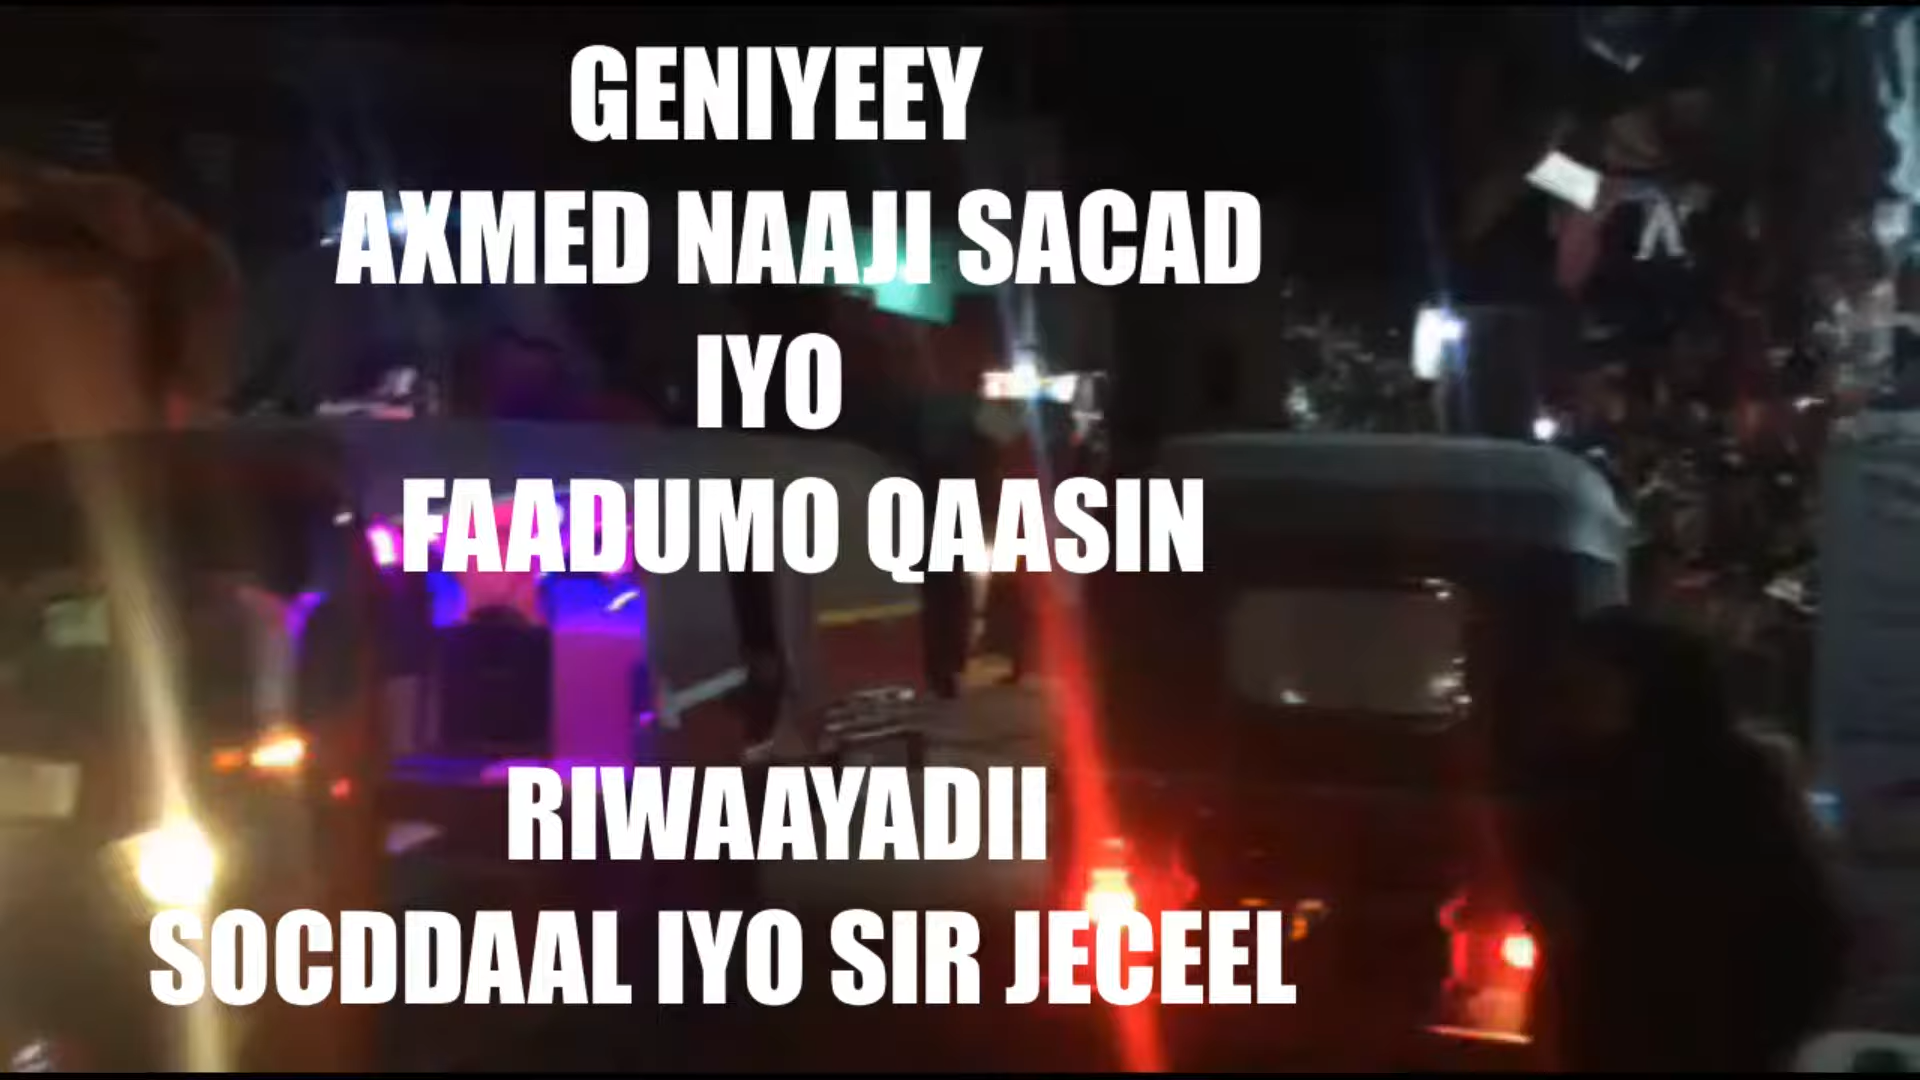 GENIYEEY
AXMED NAAJI SACAD
IYO
FAADUMO QAASIN
RIWAAYADII
SOCDDAAL IYO SIR JECEEL